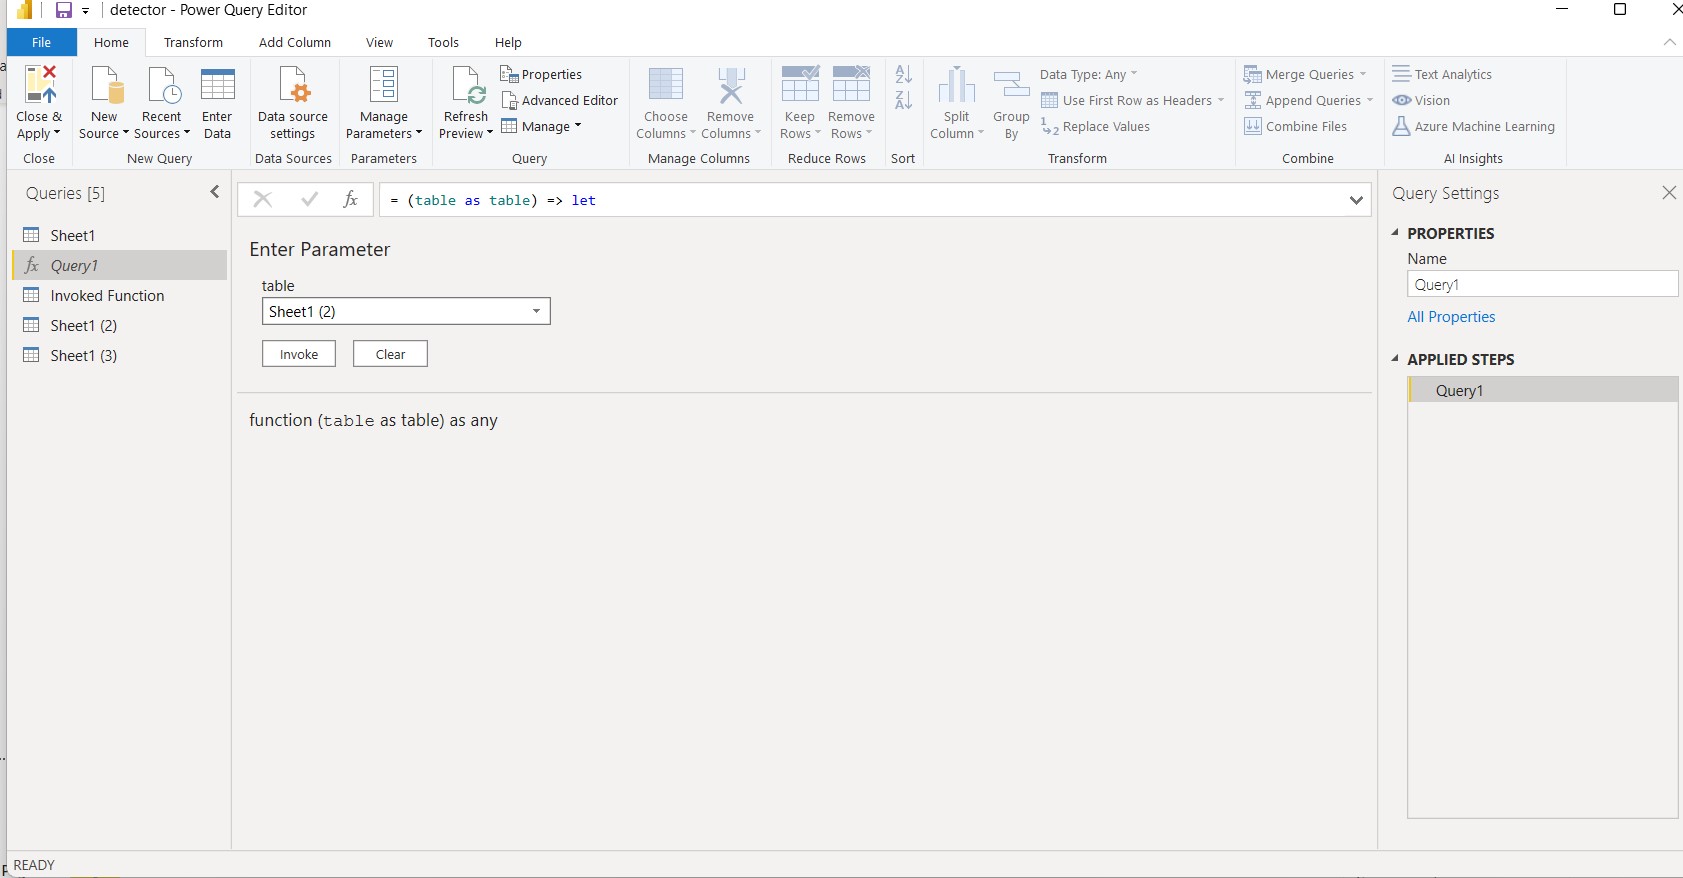 detector - Power Query Editor
File Home Transform Add Column View Tools Help
Close & Apply
Close
New Source
Recent Sources
Enter Data
New Query
Data source settings
Data Sources
Manage Parameters
Parameters
Refresh Preview
Properties
Advanced Editor
Manage
Query
Choose Columns
Remove Columns
Manage Columns
Keep Rows
Remove Rows
Reduce Rows
Sort
Split Column
Group By
Data Type: Any
Use First Row as Headers
Replace Values
Transform
Merge Queries
Append Queries
Combine Files
Combine
Text Analytics
Vision
Azure Machine Learning
AI Insights
Queries [5]
Sheet1
Query1
Invoked Function
Sheet1 (2)
Sheet1 (3)
= (table as table) => let
Enter Parameter
table
Sheet1 (2)
Invoke Clear
function (table as table) as any
Query Settings
PROPERTIES
Name
Query1
All Properties
APPLIED STEPS
Query1
READY